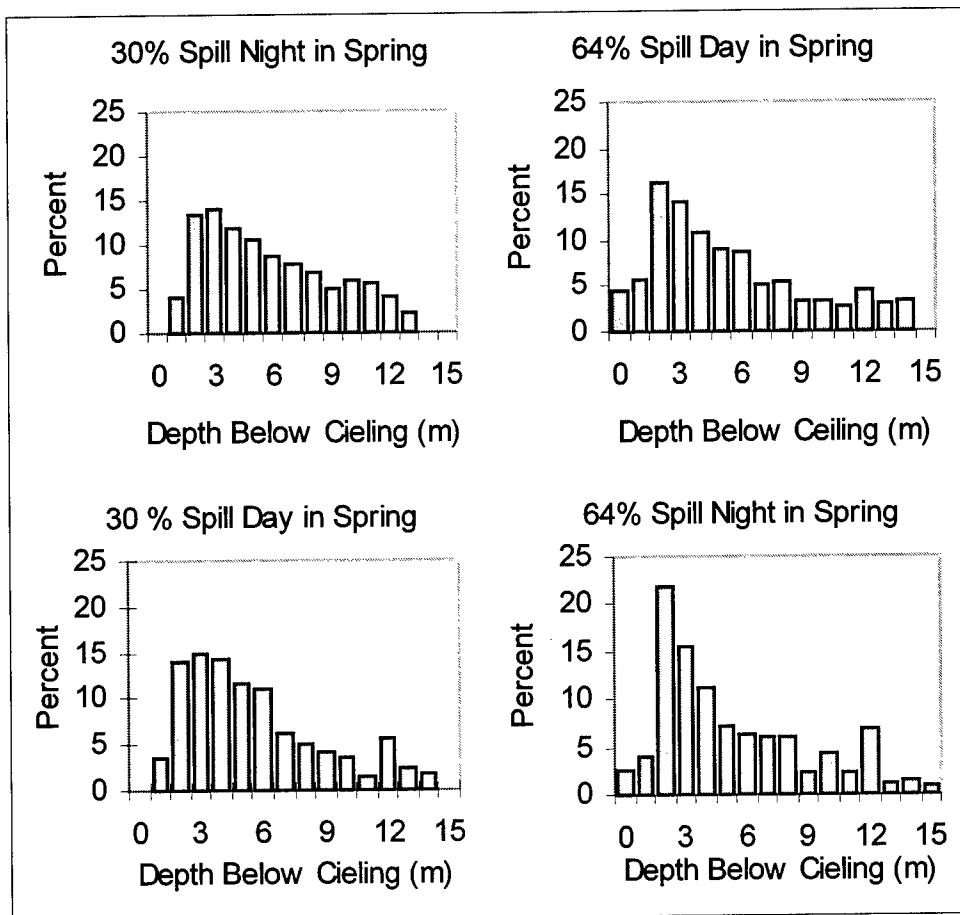 30% Spill Night in Spring
25
20
15
10
5
0
Percent
0 3 6 9 12 15
Depth Below Cieling (m)
64% Spill Day in Spring
25
20
15
10
5
0
Percent
0 3 6 9 12 15
Depth Below Ceiling (m)
30 % Spill Day in Spring
25
20
15
10
5
0
Percent
0 3 6 9 12 15
Depth Below Cieling (m)
64% Spill Night in Spring
25
20
15
10
5
0
Percent
0 3 6 9 12 15
Depth Below Cieling (m)